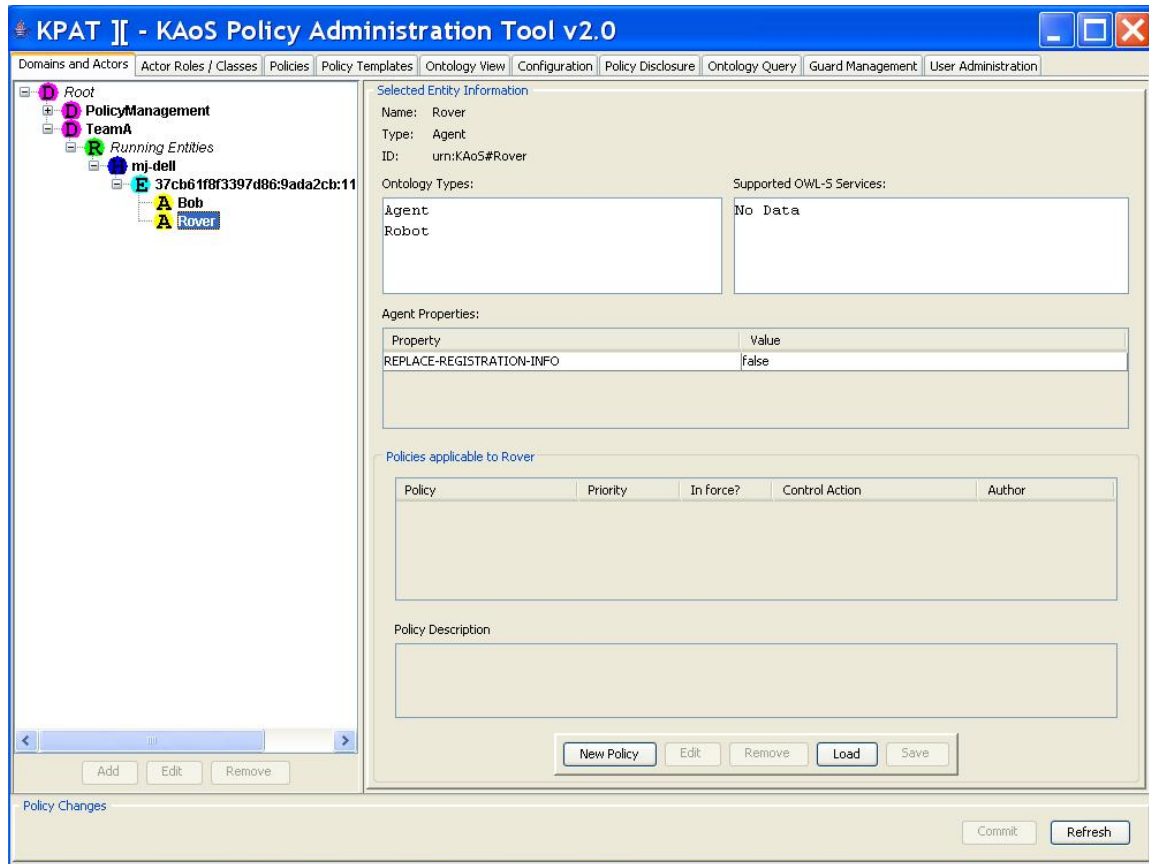 KPAT ][ - KAoS Policy Administration Tool v2.0
Domains and Actors Actor Roles / Classes Policies Policy Templates Ontology View Configuration Policy Disclosure Ontology Query Guard Management User Administration
D Root
D PolicyManagement
D TeamA
R Running Entities
H mj-dell
E 37cb61f8f3397d86:9ada2cb:11
A Bob
A Rover
Add Edit Remove
Selected Entity Information
Name: Rover
Type: Agent
ID: urn:KAoS#Rover
Ontology Types: Supported OWL-S Services:
Agent No Data
Robot
Agent Properties:
Property Value
REPLACE-REGISTRATION-INFO false
Policies applicable to Rover
Policy Priority In force? Control Action Author
Policy Description
New Policy Edit Remove Load Save
Policy Changes
Commit Refresh